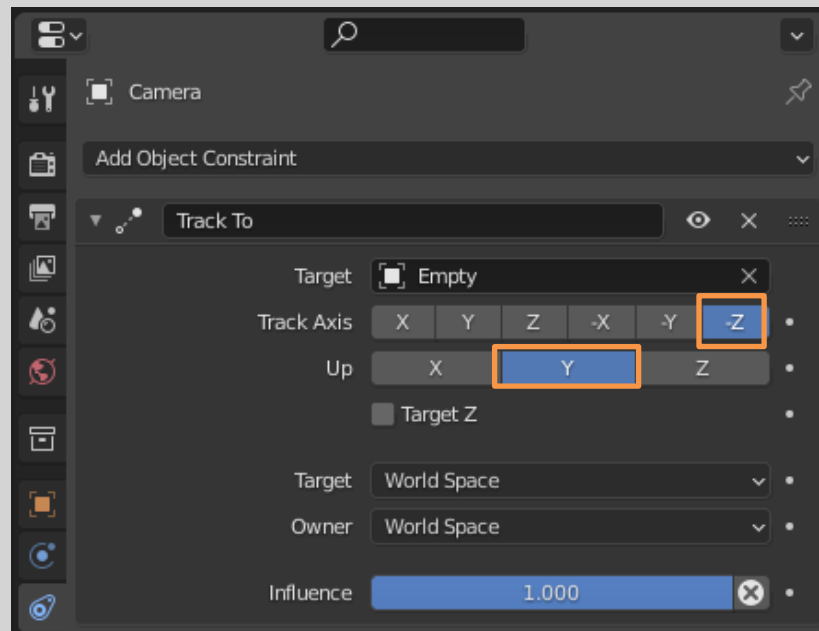 Camera
Add Object Constraint
Track To
Target Empty
Track Axis X Y Z -X -Y -Z
Up X Y Z
Target Z
Target World Space
Owner World Space
Influence 1.000